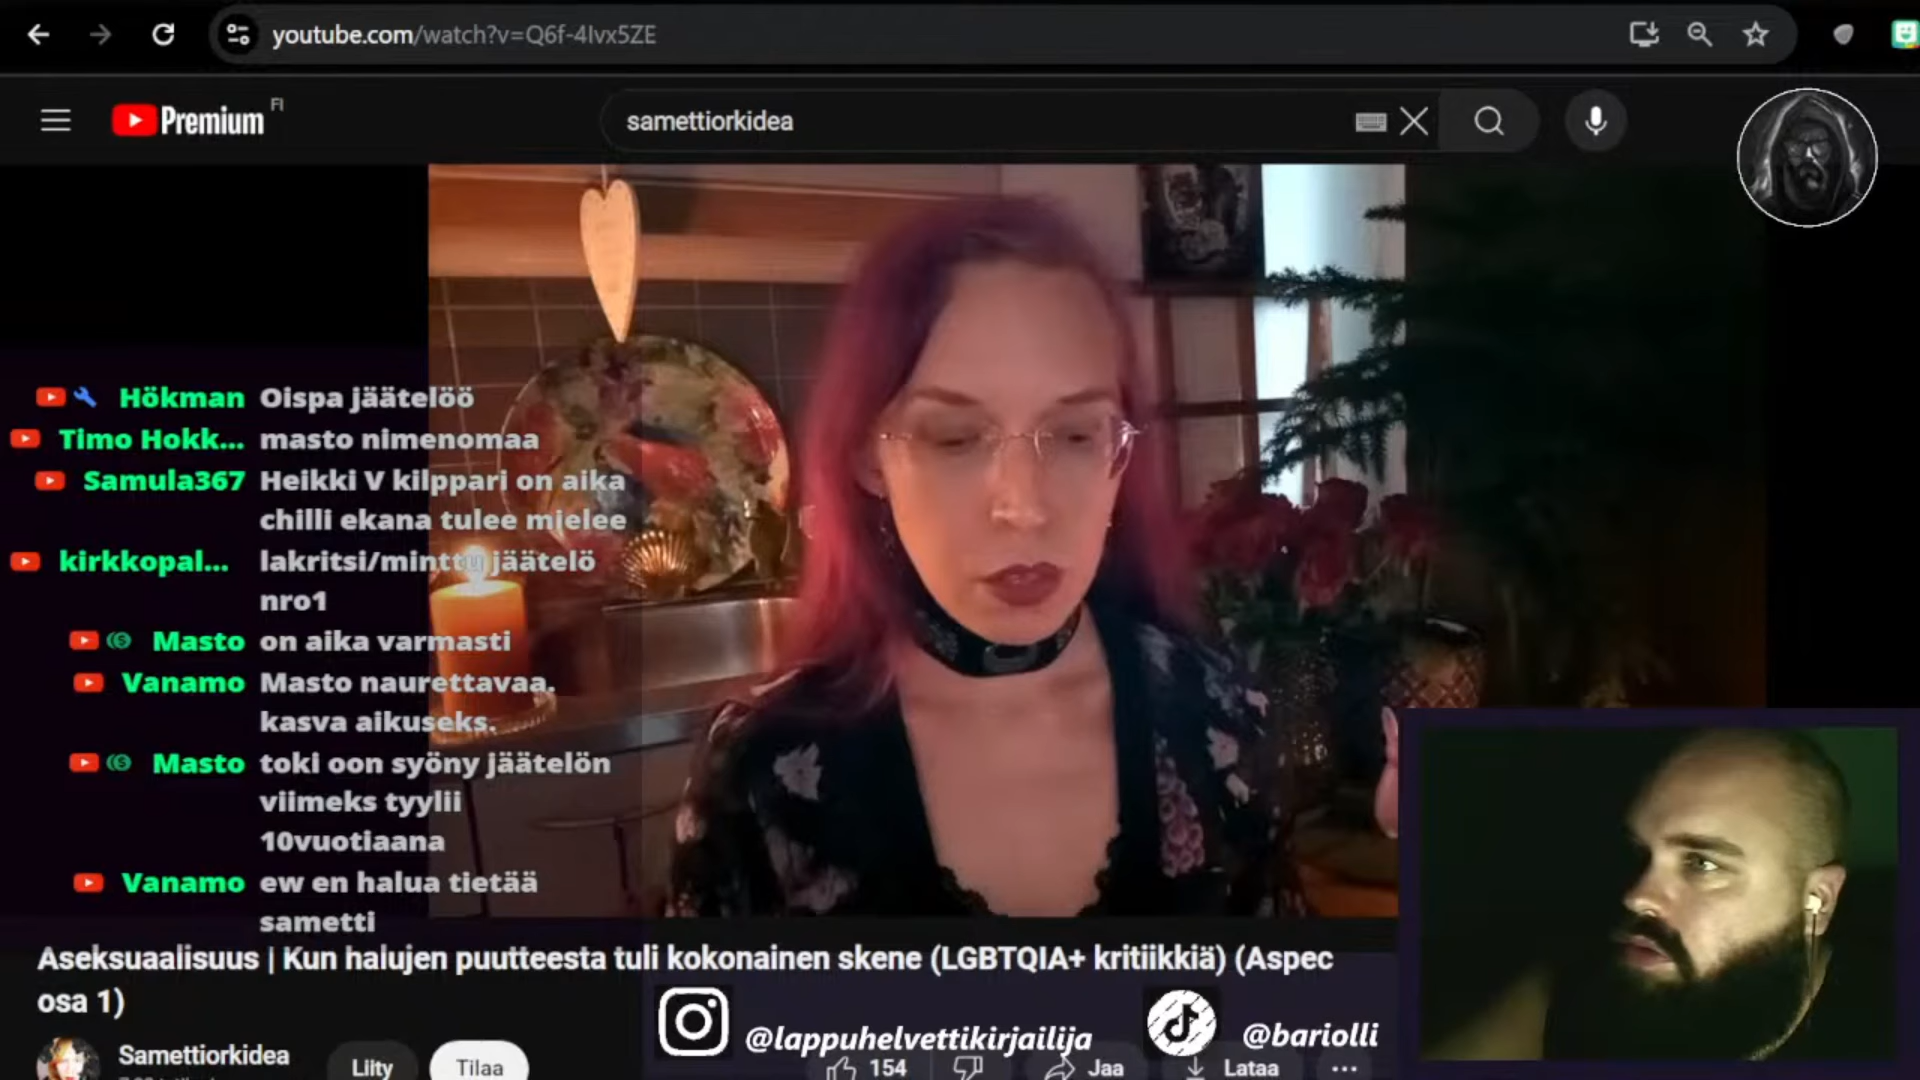 youtube.com/watch?v=Q6f-4lvx5ZE
Premium FI
samettiorkidea
Hökman Oispa jäätelöö
Timo Hokk... masto nimenomaa
Samula367 Heikki V kilppari on aika
chilli ekana tulee mielee
kirkkopal... lakritsi/minttu jäätelö
nro1
Masto on aika varmasti
Vanamo Masto naurettavaa.
kasva aikuseks.
Masto toki oon syöny jäätelön
viimeks tyylii
10vuotiaana
Vanamo ew en halua tietää
sametti
Aseksuaalisuus | Kun halujen puutteesta tuli kokonainen skene (LGBTQIA+ kritiikkiä) (Aspec
osa 1)
@lappuhelvettikirjailija @bariolli
Samettiorkidea Liity Tilaa 154 Jaa Lataa